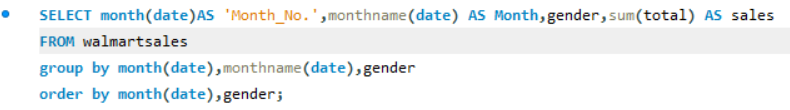 SELECT month(date)AS 'Month_No.',monthname(date) AS Month,gender,sum(total) AS sales
FROM walmartsales
group by month(date),monthname(date),gender
order by month(date),gender;